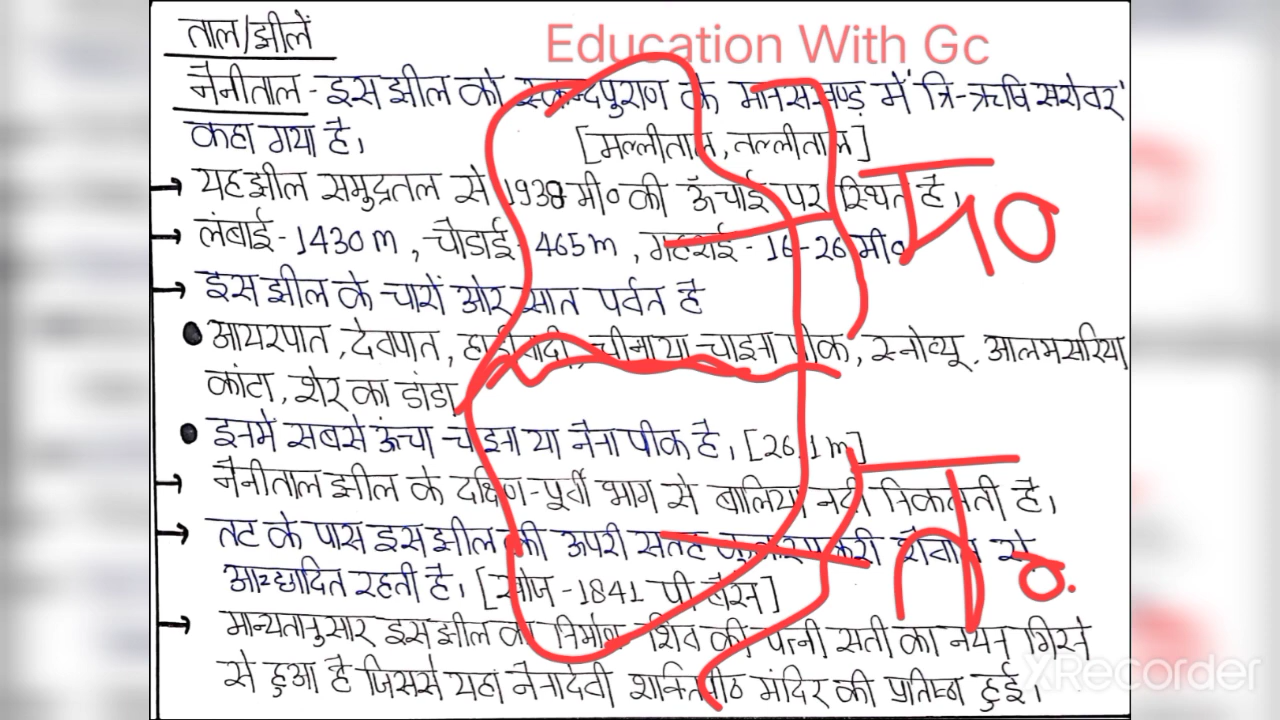 ताल/झीलें
Education With Gc
नैनीताल - इस झील को स्कन्दपुराण के मानसखण्ड में 'त्रि-ऋषि सरोवर'
कहा गया है। [मल्लीताल, तल्लीताल]
→ यह झील समुद्रतल से 1938 मी० की ऊँचाई पर स्थित है।
→ लंबाई - 1430 m, चौड़ाई - 465 m, गहराई - 16-26 मी०
म०
→ इस झील के चारों ओर सात पर्वत है
• आयरपात, देवपात, हाड़ीबादी, चीना या चाइना पीक, स्नोव्यू, आलमसरिया
कांटा, शेर का डांडा
• इनमें सबसे ऊंचा चाइना या नैना पीक है। [2611 m]
→ नैनीताल झील के दक्षिण-पूर्वी भाग से बालिया नदी निकलती है।
→ तट के पास इस झील की ऊपरी सतह शैवाल से
त०
आच्छादित रहती है। [खोज - 1841 पी बैरन]
→ मान्यतानुसार इस झील का निर्माण शिव की पत्नी सती का नयन गिरने
से हुआ है जिससे यहा नैनादेवी शक्तिपीठ मंदिर की प्रतिष्ठा हुई।
XRecorder